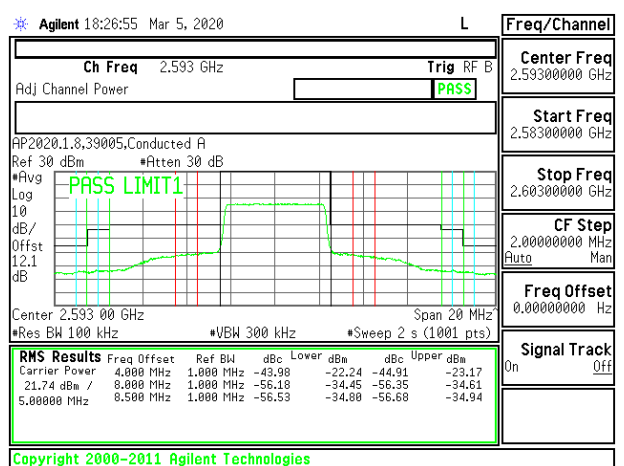 Agilent 18:26:55 Mar 5, 2020 L
Freq/Channel
Ch Freq 2.593 GHz Trig RF B
Adj Channel Power PASS
AP2020.1.8,39005,Conducted A
Ref 30 dBm #Atten 30 dB
#Avg
Log
10
dB/
Offst
12.1
dB
PASS LIMIT1
Center 2.593 00 GHz Span 20 MHz^
#Res BW 100 kHz #VBW 300 kHz #Sweep 2 s (1001 pts)
RMS Results Freq Offset Ref BW dBc Lower dBm dBc Upper dBm
Carrier Power 4.000 MHz 1.000 MHz -43.98 -22.24 -44.91 -23.17
21.74 dBm / 8.000 MHz 1.000 MHz -56.18 -34.45 -56.35 -34.61
5.00000 MHz 8.500 MHz 1.000 MHz -56.53 -34.80 -56.68 -34.94
Center Freq
2.59300000 GHz
Start Freq
2.58300000 GHz
Stop Freq
2.60300000 GHz
CF Step
2.00000000 MHz
Auto Man
Freq Offset
0.00000000 Hz
Signal Track
On Off
Copyright 2000-2011 Agilent Technologies